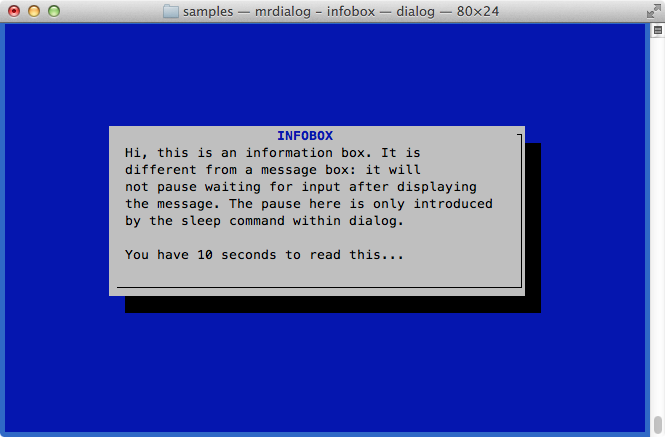 samples — mrdialog – infobox — dialog — 80×24
INFOBOX
Hi, this is an information box. It is
different from a message box: it will
not pause waiting for input after displaying
the message. The pause here is only introduced
by the sleep command within dialog.
You have 10 seconds to read this...